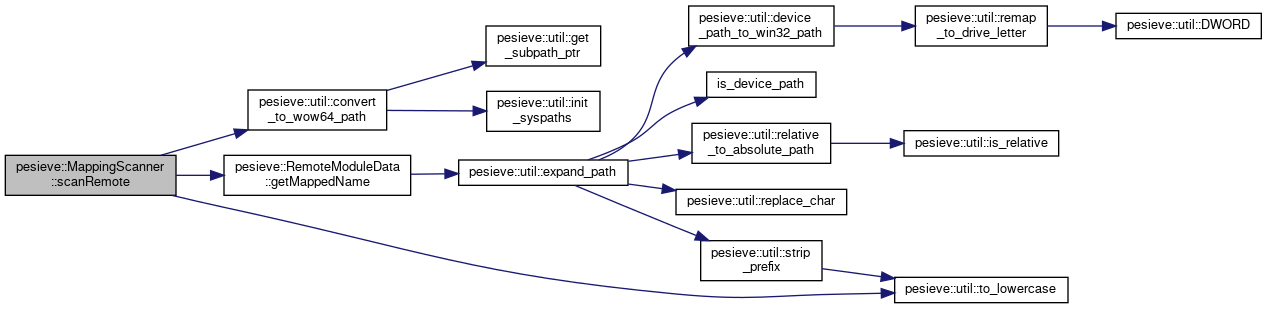 pesieve::MappingScanner
::scanRemote
pesieve::util::convert
_to_wow64_path
pesieve::util::get
_subpath_ptr
pesieve::util::init
_syspaths
pesieve::RemoteModuleData
::getMappedName
pesieve::util::expand_path
pesieve::util::device
_path_to_win32_path
pesieve::util::remap
_to_drive_letter
pesieve::util::DWORD
is_device_path
pesieve::util::relative
_to_absolute_path
pesieve::util::is_relative
pesieve::util::replace_char
pesieve::util::strip
_prefix
pesieve::util::to_lowercase